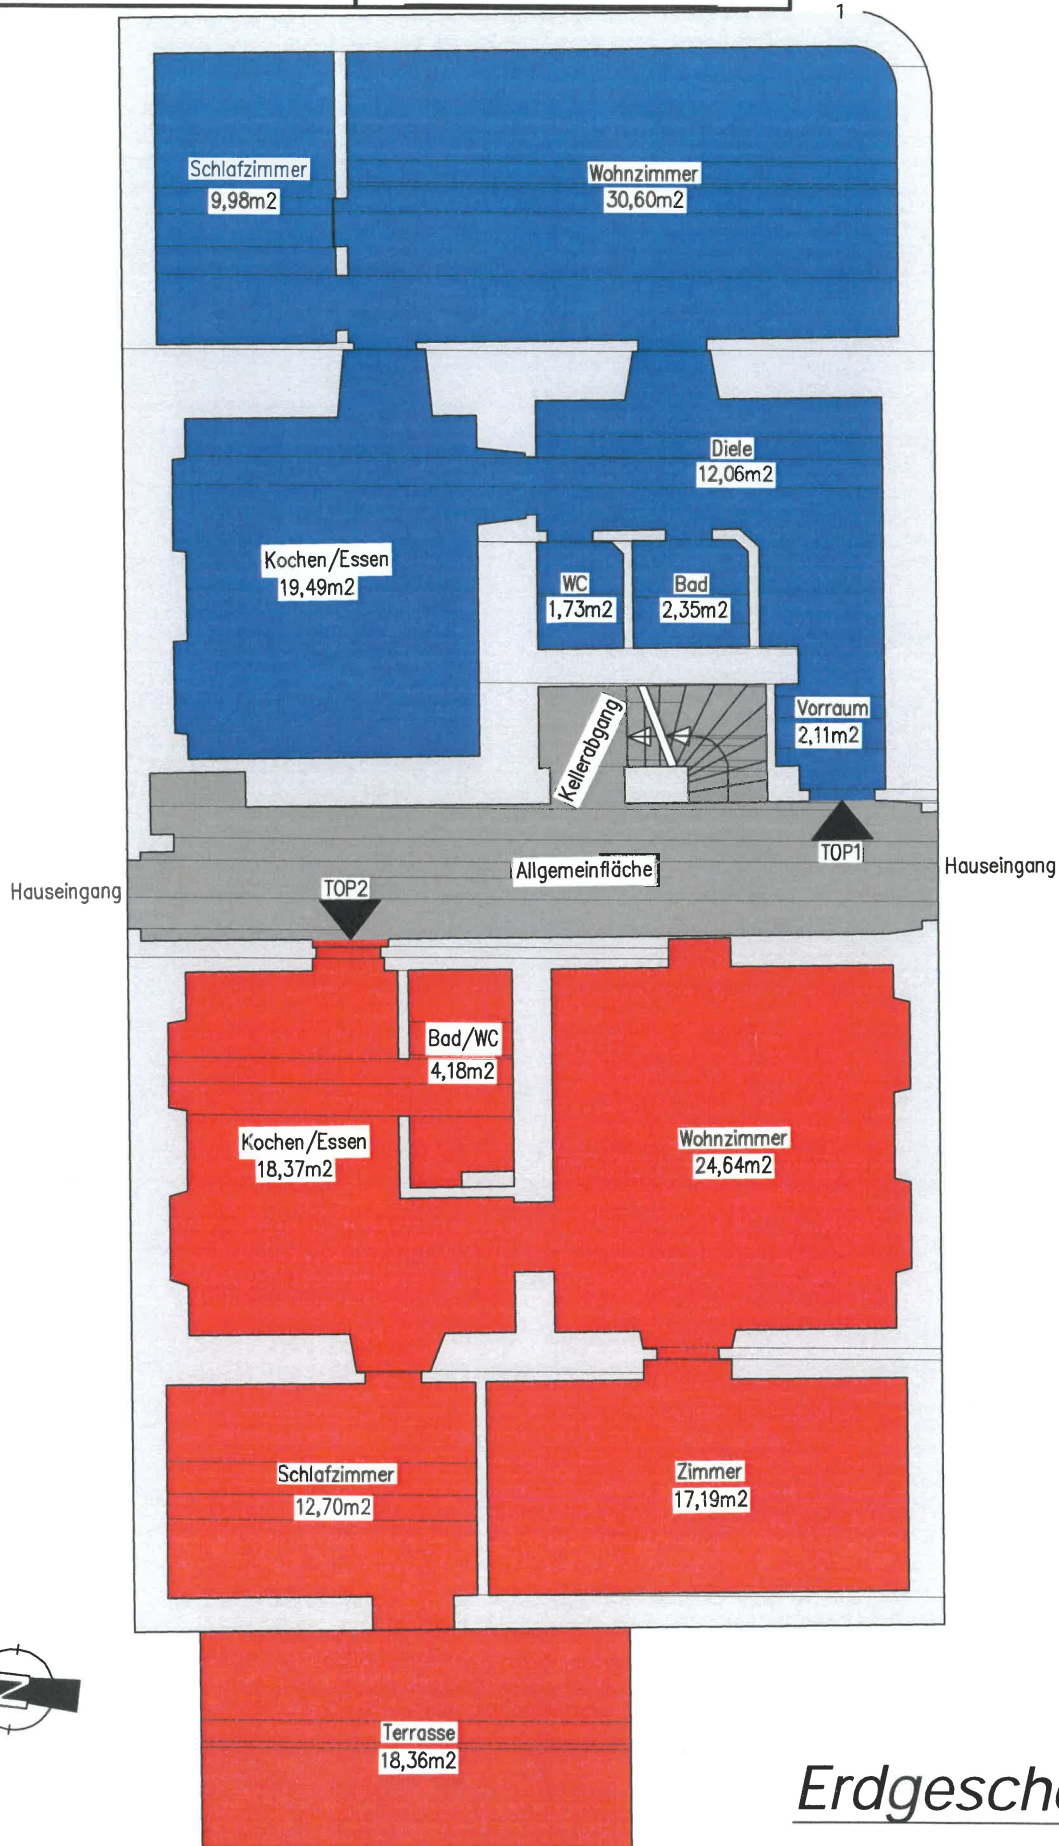 1
Schlafzimmer
9,98m2
Wohnzimmer
30,60m2
Diele
12,06m2
Kochen/Essen
19,49m2
WC
1,73m2
Bad
2,35m2
Kellerabgang
Vorraum
2,11m2
TOP1
Allgemeinfläche
Hauseingang
Hauseingang
TOP2
Bad/WC
4,18m2
Kochen/Essen
18,37m2
Wohnzimmer
24,64m2
Schlafzimmer
12,70m2
Zimmer
17,19m2
N
Terrasse
18,36m2